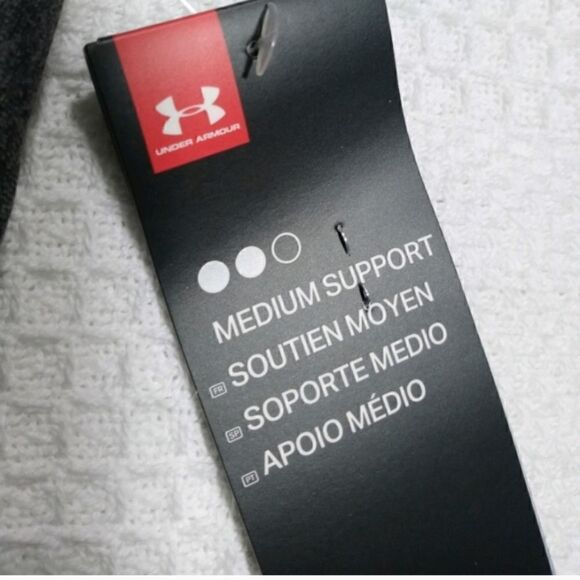 UNDER ARMOUR
MEDIUM SUPPORT
FR SOUTIEN MOYEN
SP SOPORTE MEDIO
PT APOIO MÉDIO